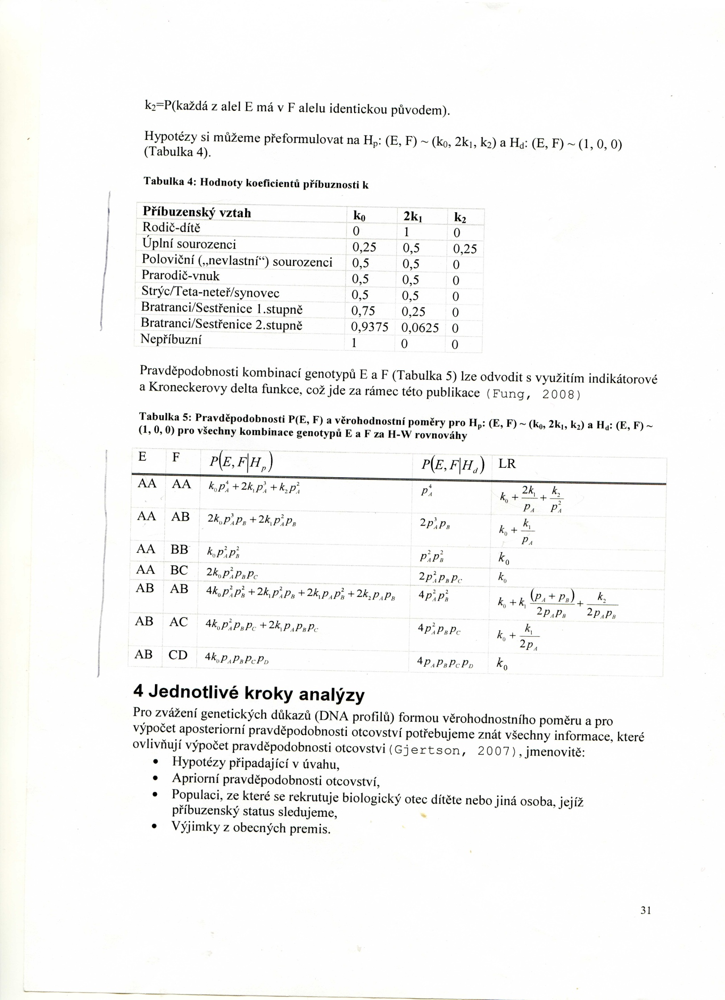 k₂=P(každá z alel E má v F alelu identickou původem).
Hypotézy si můžeme přeformulovat na Hₚ: (E, F) ~ (k₀, 2k₁, k₂) a H_d: (E, F) ~ (1, 0, 0)
(Tabulka 4).
Tabulka 4: Hodnoty koeficientů příbuznosti k
Příbuzenský vztah k₀ 2k₁ k₂
Rodič-dítě 0 1 0
Úplní sourozenci 0,25 0,5 0,25
Poloviční („nevlastní“) sourozenci 0,5 0,5 0
Prarodič-vnuk 0,5 0,5 0
Strýc/Teta-neteř/synovec 0,5 0,5 0
Bratranci/Sestřenice 1.stupně 0,75 0,25 0
Bratranci/Sestřenice 2.stupně 0,9375 0,0625 0
Nepříbuzní 1 0 0
Pravděpodobnosti kombinací genotypů E a F (Tabulka 5) lze odvodit s využitím indikátorové
a Kroneckerovy delta funkce, což jde za rámec této publikace (Fung, 2008)
Tabulka 5: Pravděpodobnosti P(E, F) a věrohodnostní poměry pro Hₚ: (E, F) ~ (k₀, 2k₁, k₂) a H_d: (E, F) ~
(1, 0, 0) pro všechny kombinace genotypů E a F za H-W rovnováhy
E F P(E,F|H_p) P(E,F|H_d) LR
AA AA k₀p_A⁴ + 2k₁p_A³ + k₂p_A² p_A⁴ k₀ + 2k₁/p_A + k₂/p_A²
AA AB 2k₀p_A³p_B + 2k₁p_A²p_B 2p_A³p_B k₀ + k₁/p_A
AA BB k₀p_A²p_B² p_A²p_B² k₀
AA BC 2k₀p_A²p_Bp_C 2p_A²p_Bp_C k₀
AB AB 4k₀p_A²p_B² + 2k₁p_A²p_B + 2k₁p_Ap_B² + 2k₂p_Ap_B 4p_A²p_B² k₀ + k₁ (p_A + p_B)/2p_Ap_B + k₂/2p_Ap_B
AB AC 4k₀p_A²p_Bp_C + 2k₁p_Ap_Bp_C 4p_A²p_Bp_C k₀ + k₁/2p_A
AB CD 4k₀p_Ap_Bp_Cp_D 4p_Ap_Bp_Cp_D k₀
4 Jednotlivé kroky analýzy
Pro zvážení genetických důkazů (DNA profilů) formou věrohodnostního poměru a pro
výpočet aposteriorní pravděpodobnosti otcovství potřebujeme znát všechny informace, které
ovlivňují výpočet pravděpodobnosti otcovstvi (Gjertson, 2007), jmenovitě:
• Hypotézy připadající v úvahu,
• Apriorní pravděpodobnosti otcovství,
• Populaci, ze které se rekrutuje biologický otec dítěte nebo jiná osoba, jejíž
příbuzenský status sledujeme,
• Výjimky z obecných premis.
31